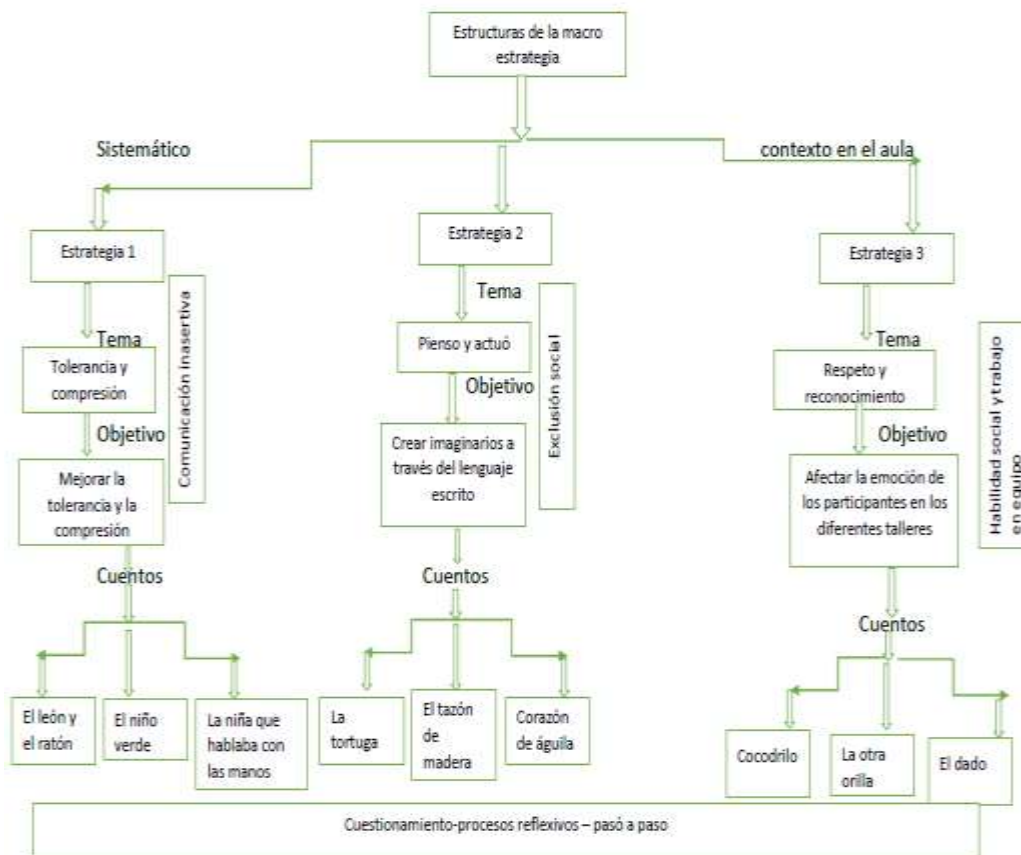 Estructuras de la macro
estrategia
Sistemático
contexto en el aula
Estrategia 1
Tema
Tolerancia y
compresión
Objetivo
Mejorar la
tolerancia y la
compresión
Comunicación inasertiva
Cuentos
El león y
el ratón
El niño
verde
La niña que
hablaba con
las manos
Estrategia 2
Tema
Pienso y actuó
Objetivo
Crear imaginarios a
través del lenguaje
escrito
Exclusión social
Cuentos
La
tortuga
El tazón
de
madera
Corazón
de águila
Estrategia 3
Tema
Respeto y
reconocimiento
Objetivo
Afectar la emoción de
los participantes en los
diferentes talleres
Habilidad social y trabajo
en equipo
Cuentos
Cocodrilo
La otra
orilla
El dado
Cuestionamiento-procesos reflexivos – pasó a paso